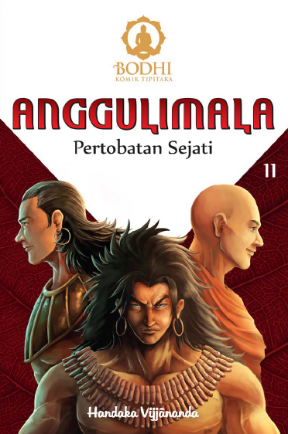 BODHI
KOMIK TIPITAKA
ANGGULIMALA
Pertobatan Sejati
11
Handaka Vijjānanda